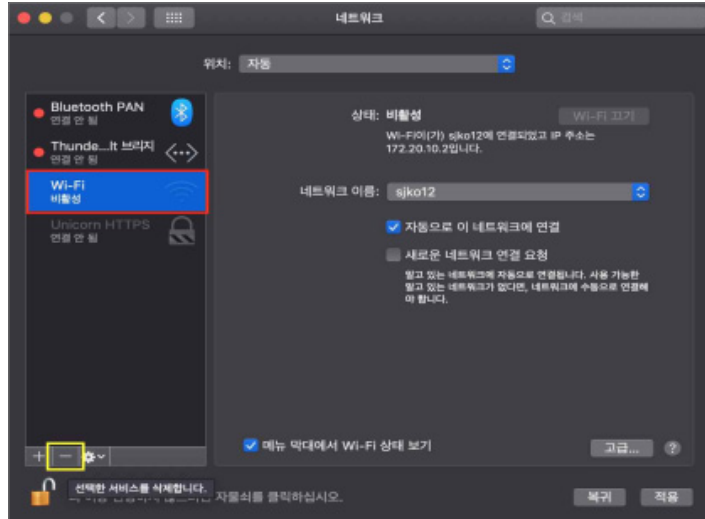 네트워크
검색
위치: 자동
Bluetooth PAN
연결 안 됨
Thunde...lt 브리지
연결 안 됨
Wi-Fi
비활성
Unicorn HTTPS
연결 안 됨
상태: 비활성
Wi-Fi 끄기
Wi-Fi이(가) sjko12에 연결되었고 IP 주소는
172.20.10.2입니다.
네트워크 이름: sjko12
자동으로 이 네트워크에 연결
새로운 네트워크 연결 요청
알고 있는 네트워크에 자동으로 연결됩니다. 사용 가능한
알고 있는 네트워크가 없다면, 네트워크에 수동으로 연결해
야 합니다.
메뉴 막대에서 Wi-Fi 상태 보기
고급...
?
선택한 서비스를 삭제합니다.
자물쇠를 클릭하십시오.
복귀
적용